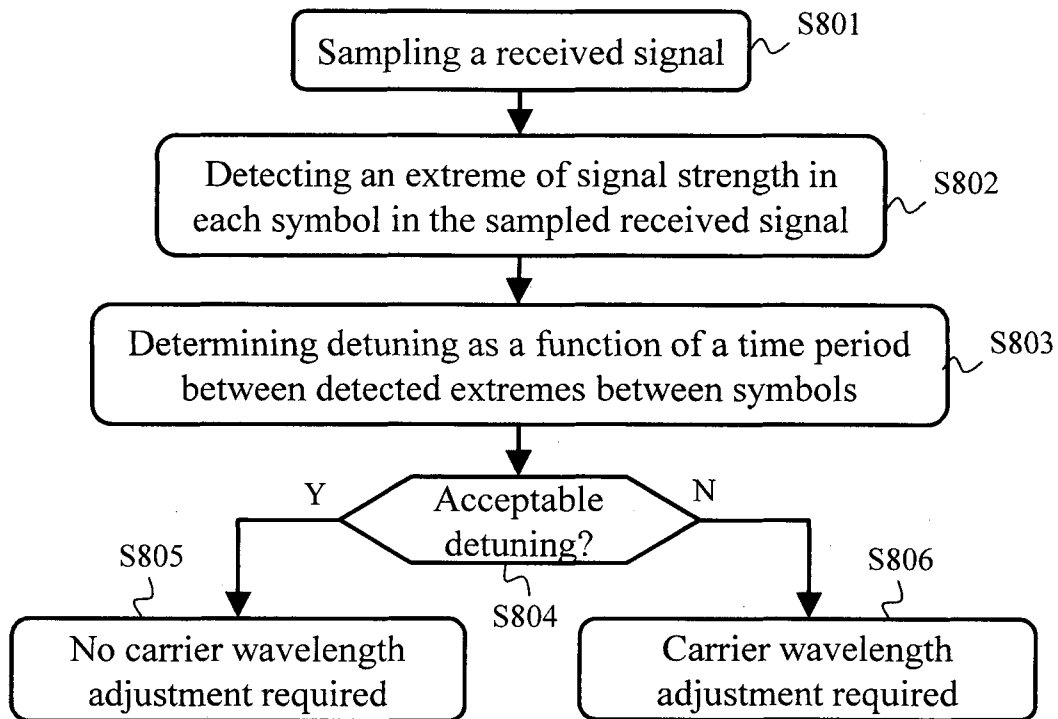 Sampling a received signal
S801
Detecting an extreme of signal strength in
each symbol in the sampled received signal
S802
Determining detuning as a function of a time period
between detected extremes between symbols
S803
Y
Acceptable
detuning?
N
S804
S805
No carrier wavelength
adjustment required
S806
Carrier wavelength
adjustment required